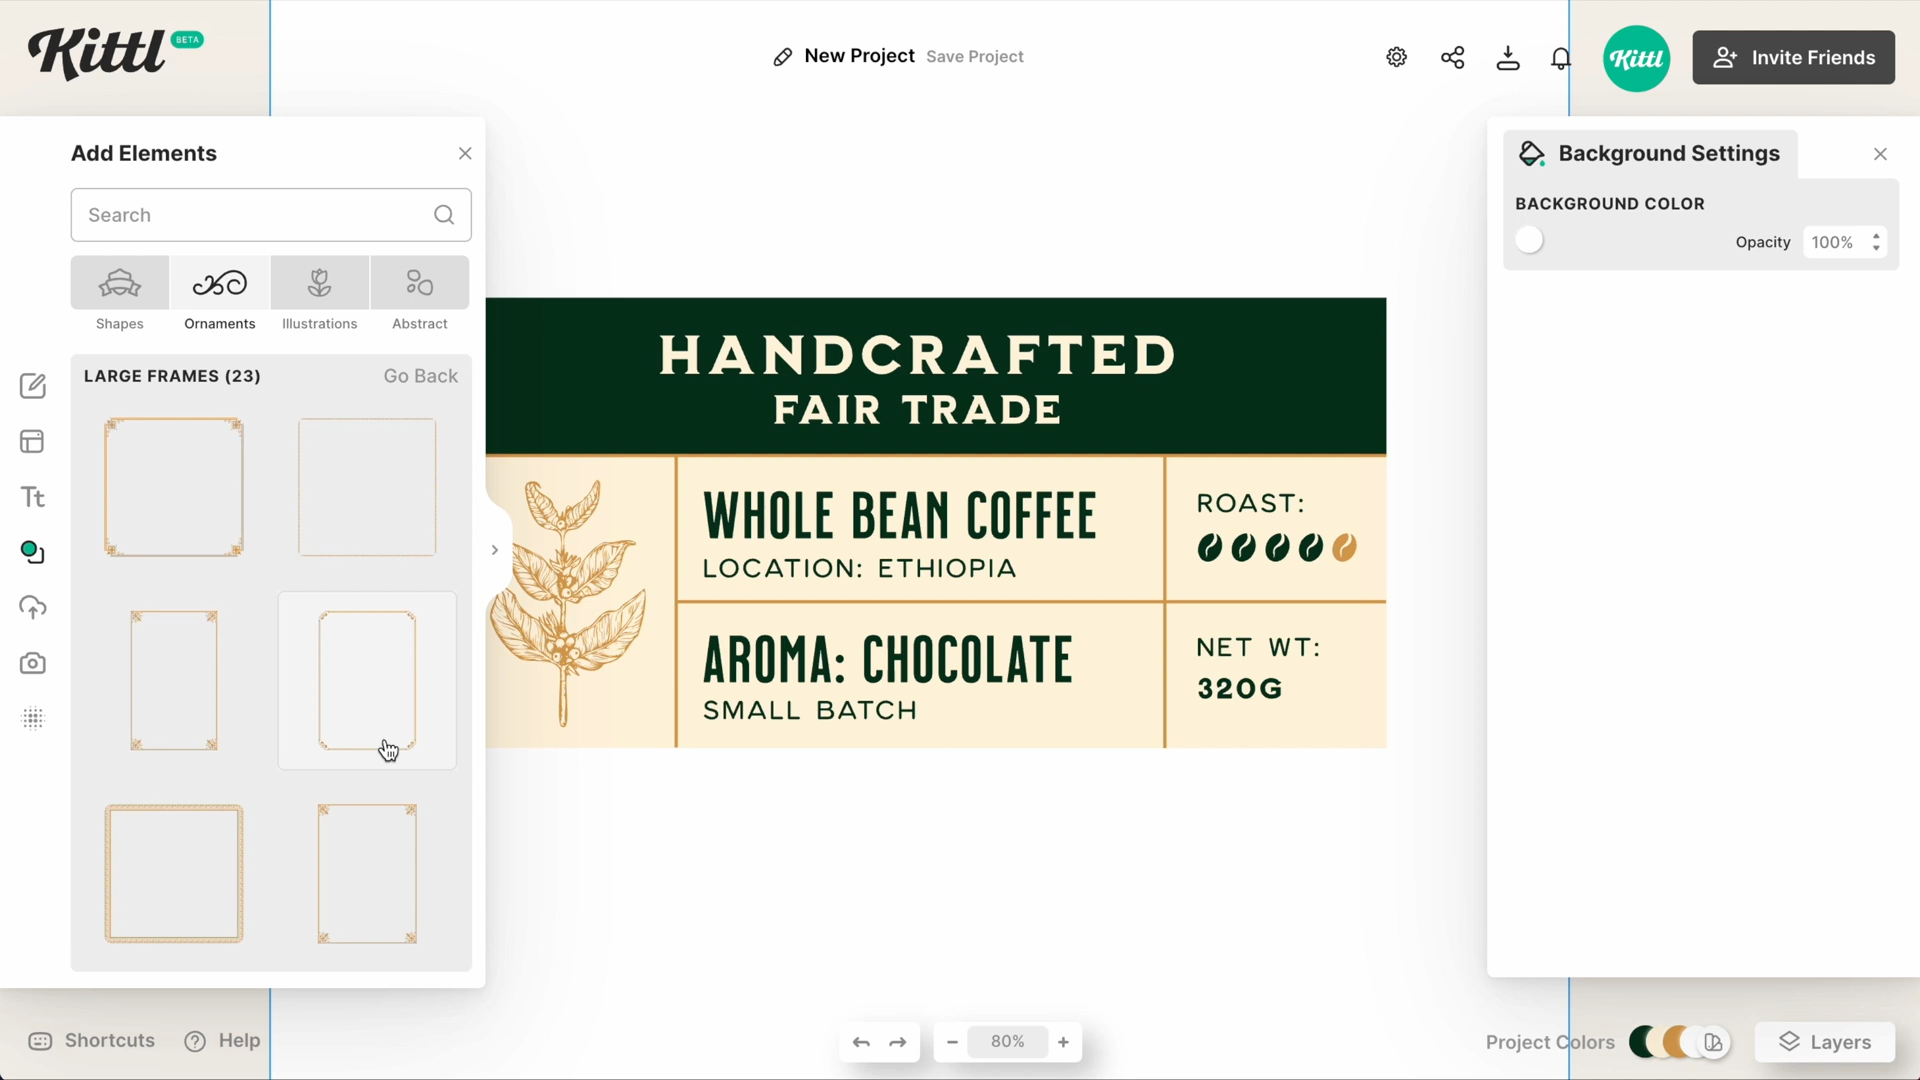 Kittl BETA
New Project Save Project
Kittl
Invite Friends
Add Elements
Search
Shapes Ornaments Illustrations Abstract
LARGE FRAMES (23) Go Back
Tt
HANDCRAFTED
FAIR TRADE
WHOLE BEAN COFFEE
LOCATION: ETHIOPIA
ROAST:
AROMA: CHOCOLATE
SMALL BATCH
NET WT:
320G
Background Settings
BACKGROUND COLOR
Opacity 100%
Shortcuts Help
80%
Project Colors
Layers